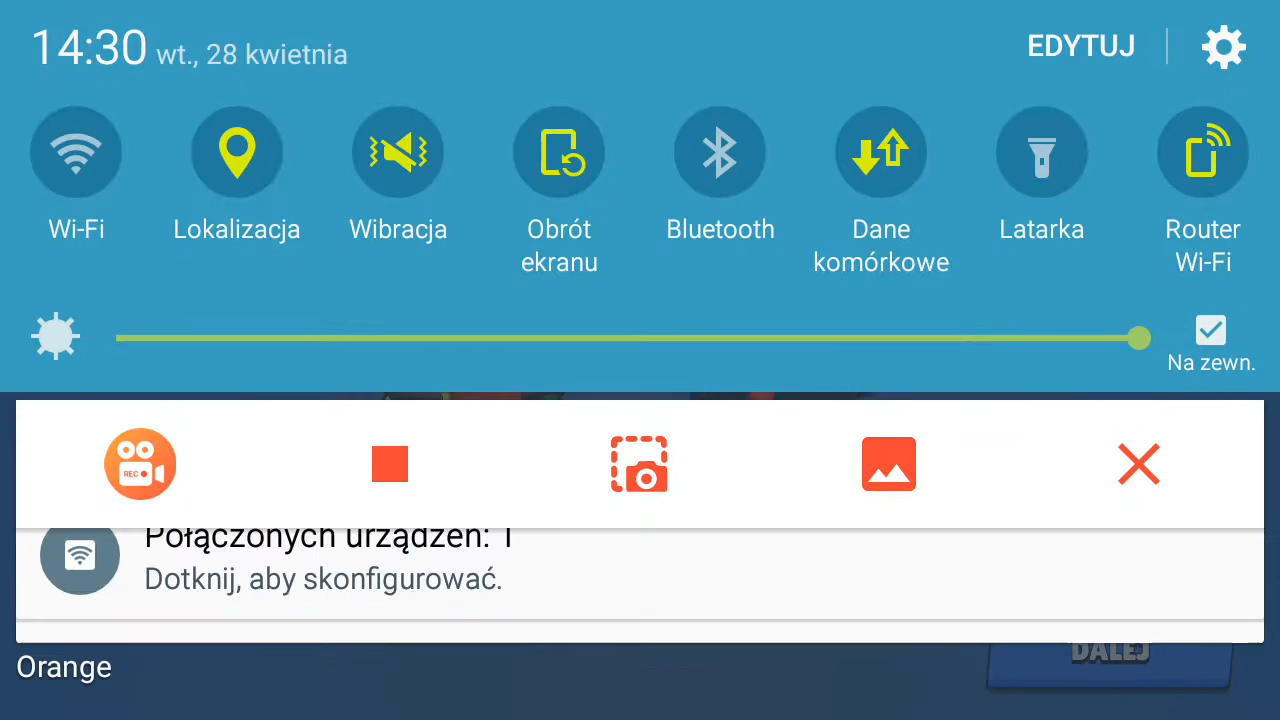 14:30 wt., 28 kwietnia
EDYTUJ
Wi-Fi
Lokalizacja
Wibracja
Obrót
ekranu
Bluetooth
Dane
komórkowe
Latarka
Router
Wi-Fi
Na zewn.
REC
Połączonych urządzeń: 1
Dotknij, aby skonfigurować.
DALEJ
Orange